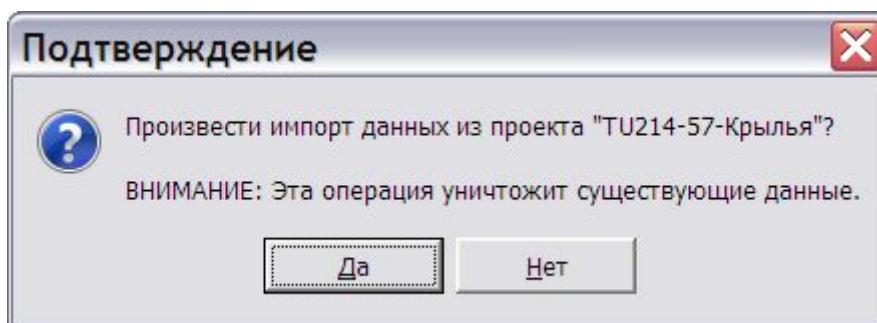 Подтверждение
Произвести импорт данных из проекта "TU214-57-Крылья"?
ВНИМАНИЕ: Эта операция уничтожит существующие данные.
Да Нет